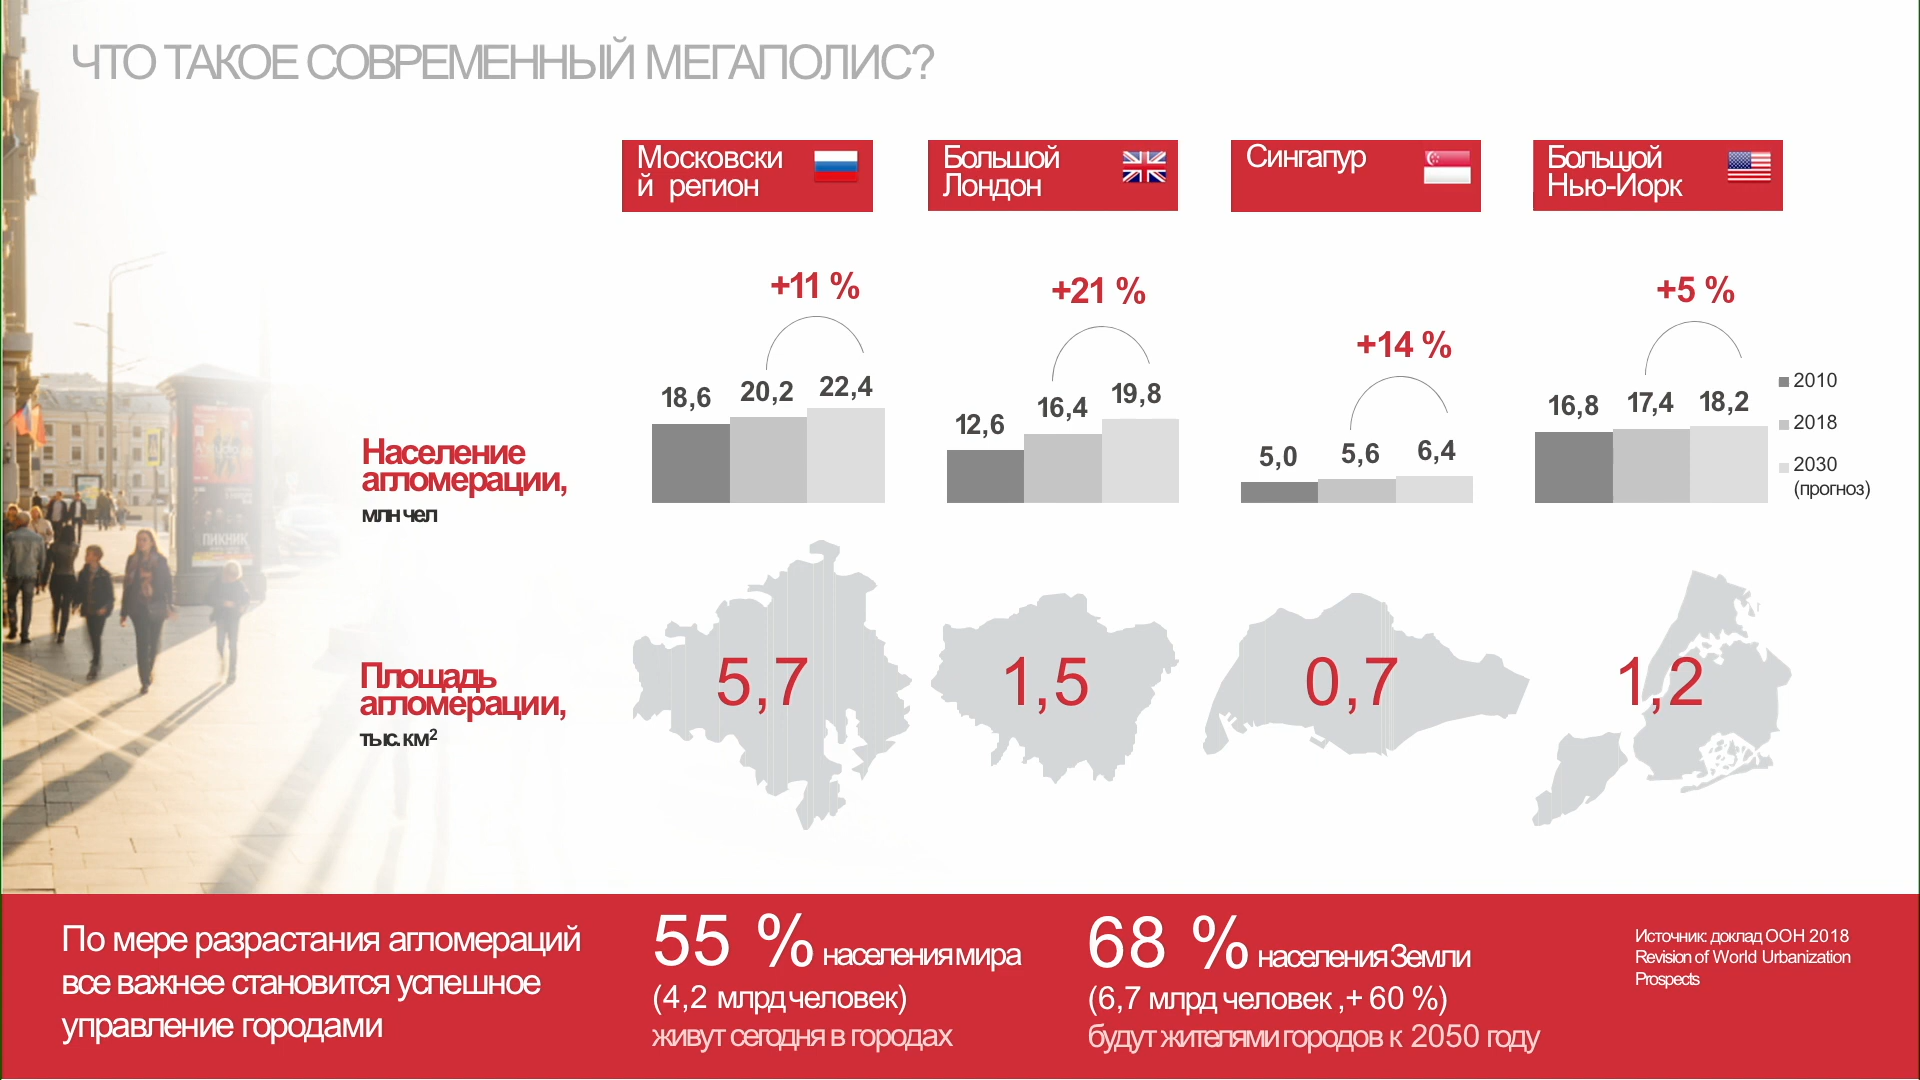 ЧТО ТАКОЕ СОВРЕМЕННЫЙ МЕГАПОЛИС?
Московски
й регион
Большой
Лондон
Сингапур
Большой
Нью-Йорк
+11 %
+21 %
+14 %
+5 %
18,6 20,2 22,4
12,6 16,4 19,8
5,0 5,6 6,4
16,8 17,4 18,2
2010
2018
2030
(прогноз)
Население
агломерации,
млн чел
Площадь
агломерации,
тыс. км²
5,7
1,5
0,7
1,2
ПИКНИК
По мере разрастания агломераций
все важнее становится успешное
управление городами
55 % населения мира
(4,2 млрд человек)
живут сегодня в городах
68 % населения Земли
(6,7 млрд человек ,+ 60 %)
будут жителями городов к 2050 году
Источник: доклад ООН 2018
Revision of World Urbanization
Prospects